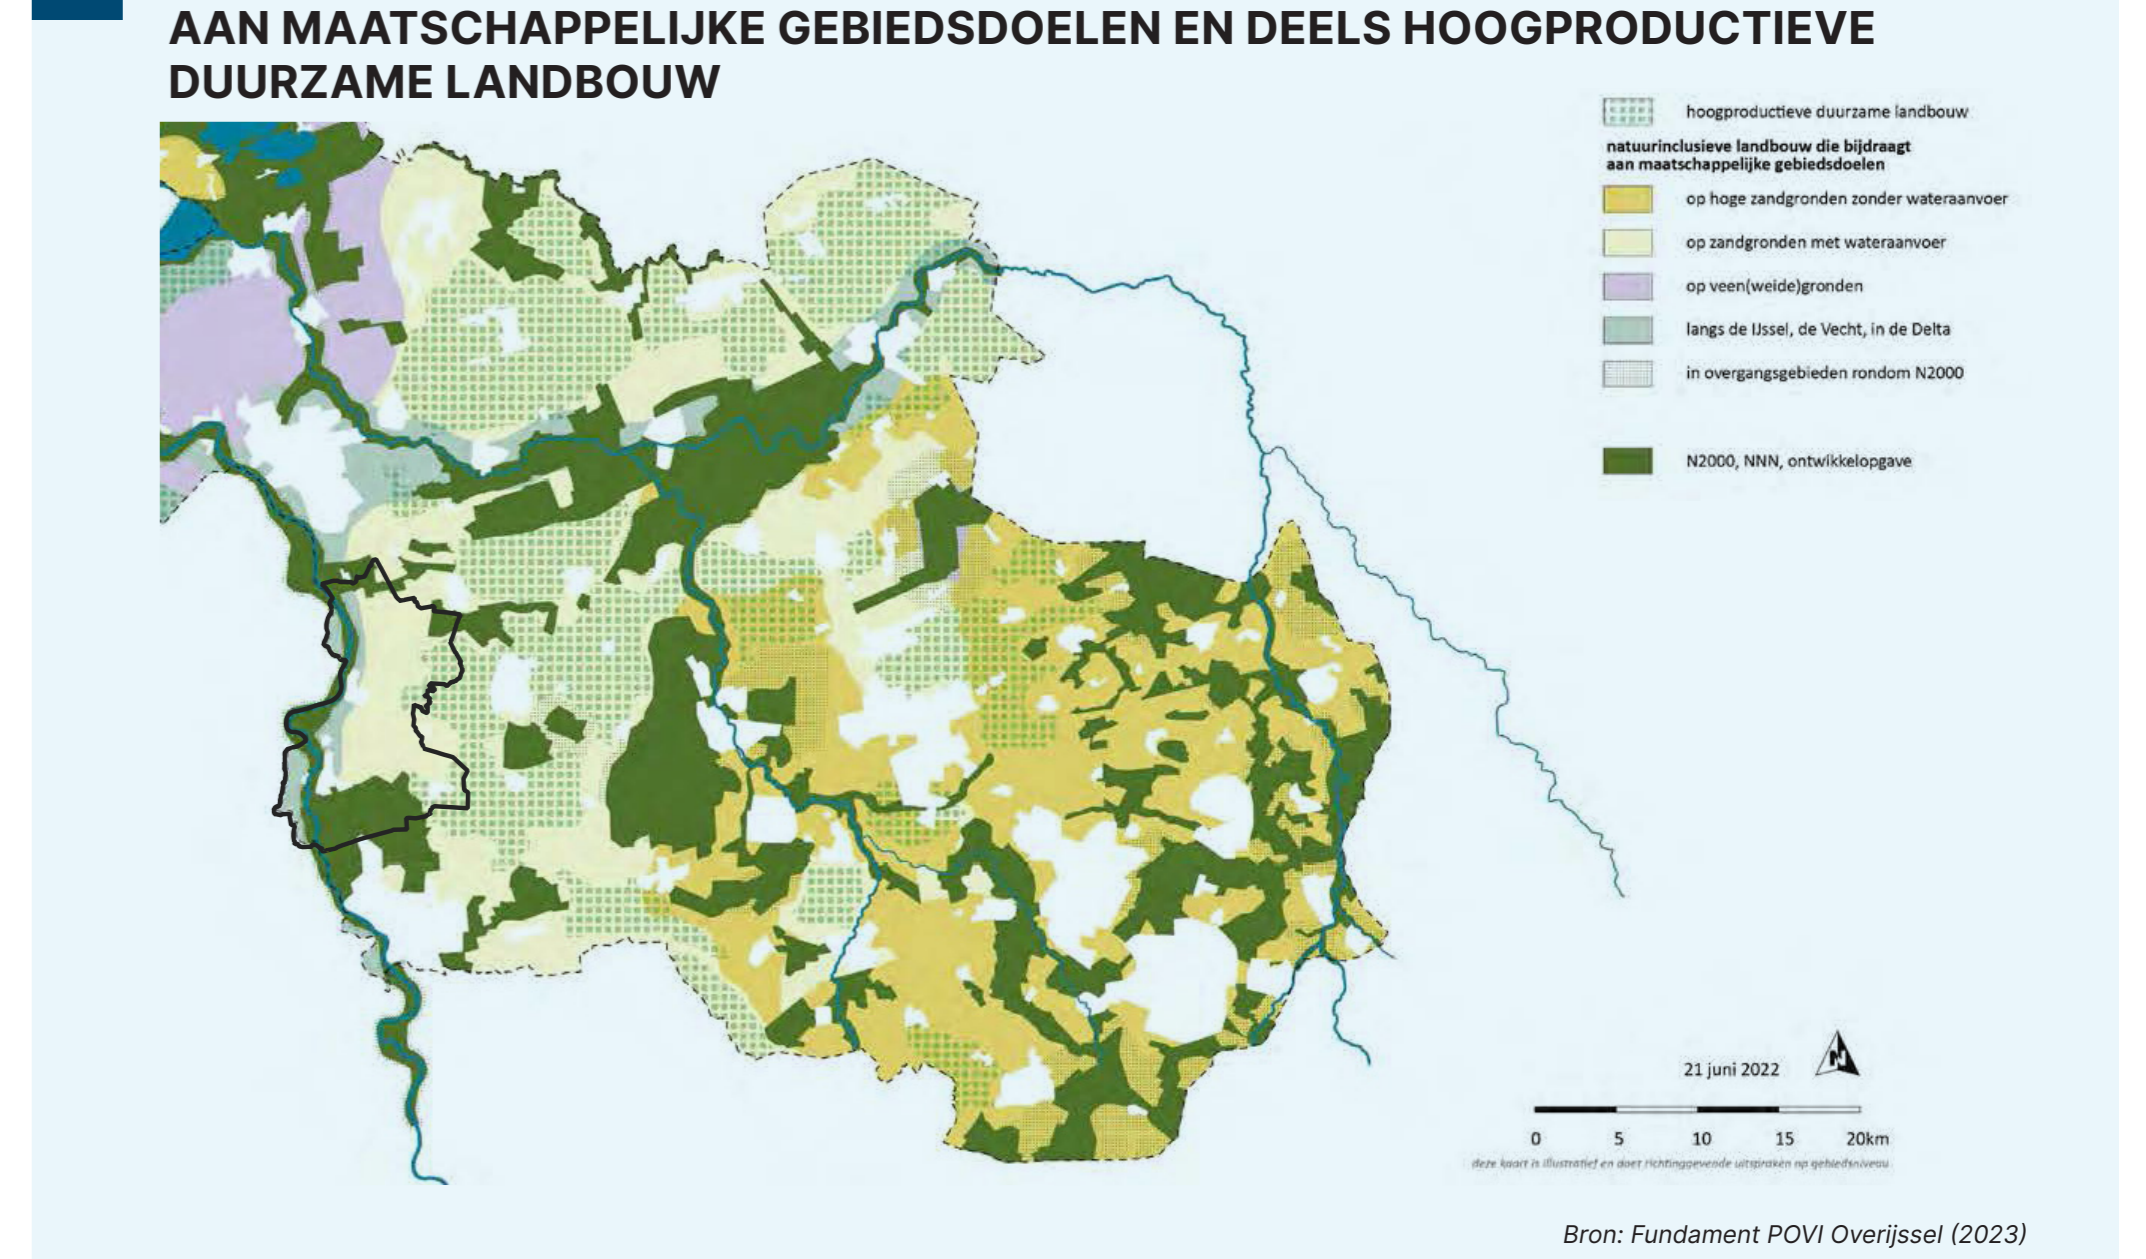 AAN MAATSCHAPPELIJKE GEBIEDSDOELEN EN DEELS HOOGPRODUCTIEVE
DUURZAME LANDBOUW
hoogproductieve duurzame landbouw
natuurinclusieve landbouw die bijdraagt
aan maatschappelijke gebiedsdoelen
op hoge zandgronden zonder wateraanvoer
op zandgronden met wateraanvoer
op veen(weide)gronden
langs de IJssel, de Vecht, in de Delta
in overgangsgebieden rondom N2000
N2000, NNN, ontwikkelopgave
21 juni 2022
N
0 5 10 15 20km
deze kaart is illustratief en doet richtinggevende uitspraken op gebiedsniveau
Bron: Fundament POVI Overijssel (2023)